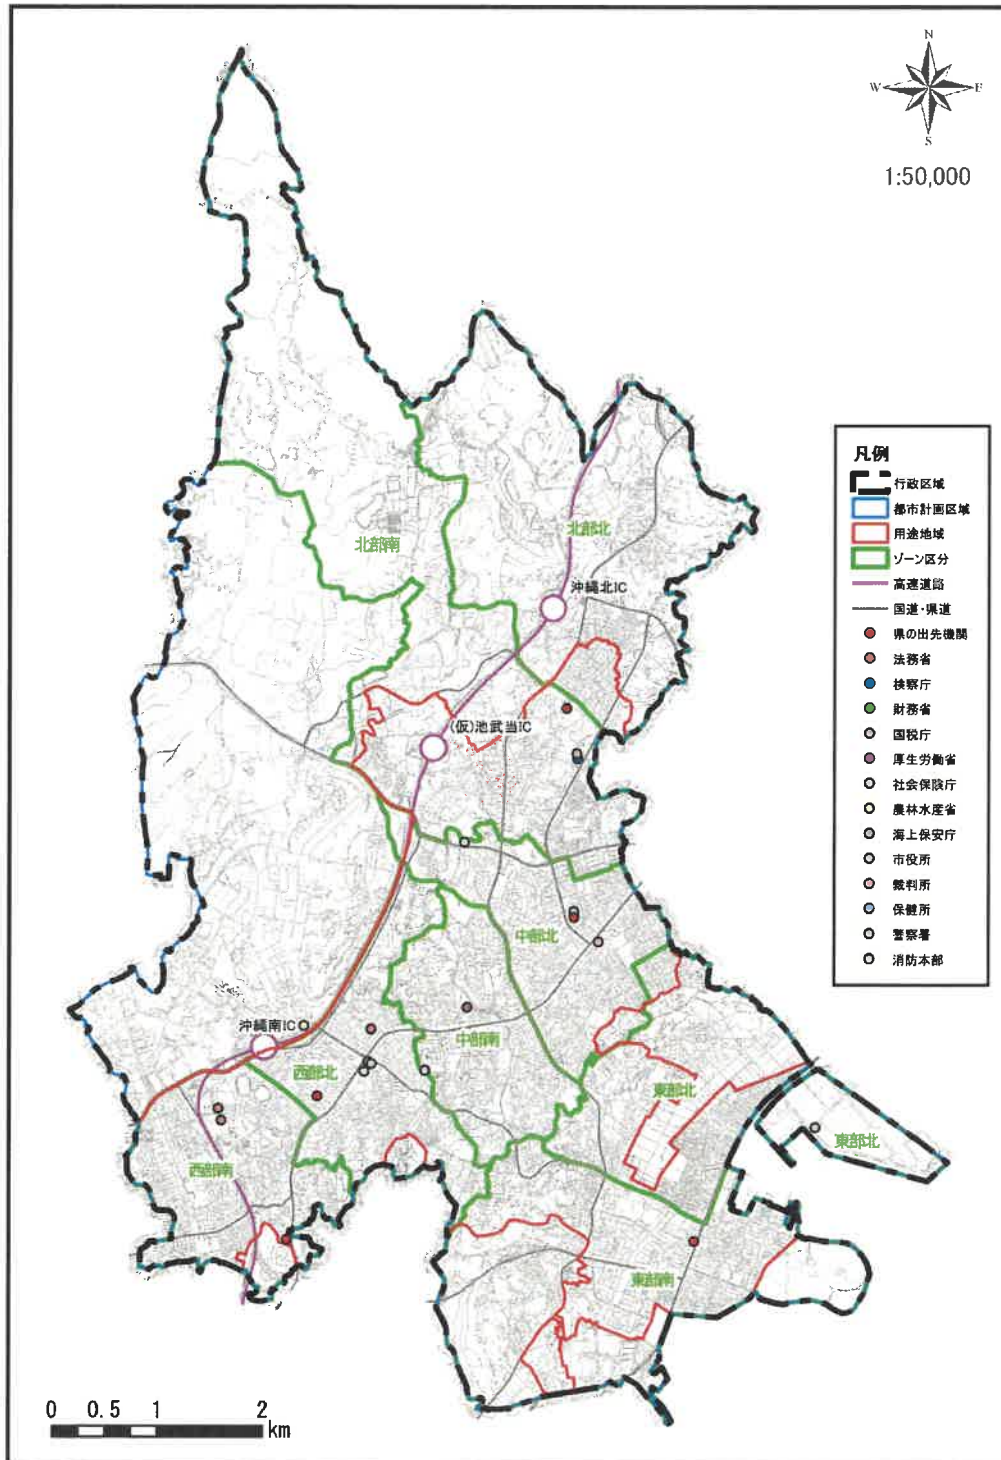 N
W E
S
1:50,000
北部南
北部北
沖縄北IC
(仮)池武当IC
中部北
沖縄南IC
中部南
西部北
東部北
東部北
西部南
東部南
凡例
行政区域
都市計画区域
用途地域
ゾーン区分
高速道路
国道・県道
県の出先機関
法務省
検察庁
財務省
国税庁
厚生労働省
社会保険庁
農林水産省
海上保安庁
市役所
裁判所
保健所
警察署
消防本部
0 0.5 1 2
km